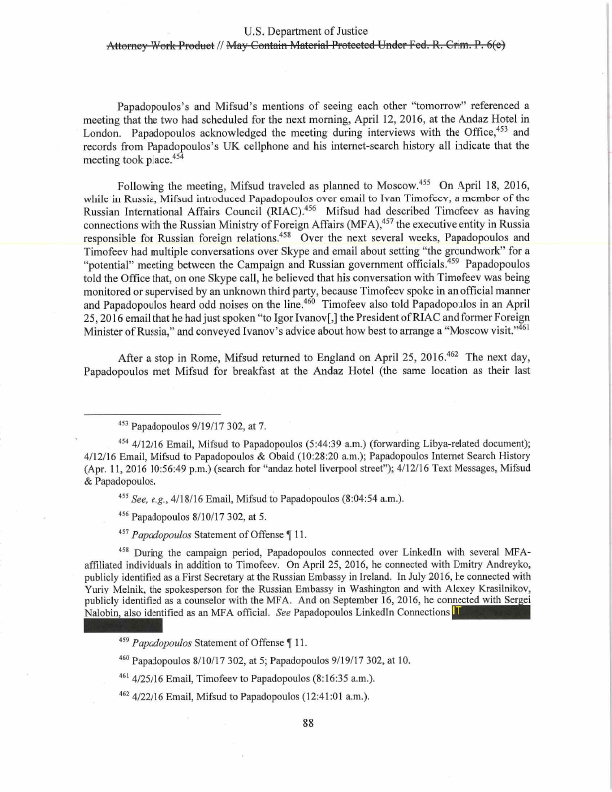 U.S. Department of Justice
Attorney Work Product // May Contain Material Protected Under Fed. R. Crim. P. 6(e)
Papadopoulos's and Mifsud's mentions of seeing each other "tomorrow" referenced a
meeting that the two had scheduled for the next morning, April 12, 2016, at the Andaz Hotel in
London. Papadopoulos acknowledged the meeting during interviews with the Office,453 and
records from Papadopoulos's UK cellphone and his internet-search history all indicate that the
meeting took place.454
Following the meeting, Mifsud traveled as planned to Moscow.455 On April 18, 2016,
while in Russia, Mifsud introduced Papadopoulos over email to Ivan Timofeev, a member of the
Russian International Affairs Council (RIAC).456 Mifsud had described Timofeev as having
connections with the Russian Ministry of Foreign Affairs (MFA),457 the executive entity in Russia
responsible for Russian foreign relations.458 Over the next several weeks, Papadopoulos and
Timofeev had multiple conversations over Skype and email about setting "the groundwork" for a
"potential" meeting between the Campaign and Russian government officials.459 Papadopoulos
told the Office that, on one Skype call, he believed that his conversation with Timofeev was being
monitored or supervised by an unknown third party, because Timofeev spoke in an official manner
and Papadopoulos heard odd noises on the line.460 Timofeev also told Papadopoulos in an April
25, 2016 email that he had just spoken "to Igor Ivanov[,] the President of RIAC and former Foreign
Minister of Russia," and conveyed Ivanov's advice about how best to arrange a "Moscow visit."461
After a stop in Rome, Mifsud returned to England on April 25, 2016.462 The next day,
Papadopoulos met Mifsud for breakfast at the Andaz Hotel (the same location as their last
453 Papadopoulos 9/19/17 302, at 7.
454 4/12/16 Email, Mifsud to Papadopoulos (5:44:39 a.m.) (forwarding Libya-related document);
4/12/16 Email, Mifsud to Papadopoulos & Obaid (10:28:20 a.m.); Papadopoulos Internet Search History
(Apr. 11, 2016 10:56:49 p.m.) (search for "andaz hotel liverpool street"); 4/12/16 Text Messages, Mifsud
& Papadopoulos.
455 See, e.g., 4/18/16 Email, Mifsud to Papadopoulos (8:04:54 a.m.).
456 Papadopoulos 8/10/17 302, at 5.
457 Papadopoulos Statement of Offense ¶ 11.
458 During the campaign period, Papadopoulos connected over LinkedIn with several MFA-
affiliated individuals in addition to Timofeev. On April 25, 2016, he connected with Dmitry Andreyko,
publicly identified as a First Secretary at the Russian Embassy in Ireland. In July 2016, he connected with
Yuriy Melnik, the spokesperson for the Russian Embassy in Washington and with Alexey Krasilnikov,
publicly identified as a counselor with the MFA. And on September 16, 2016, he connected with Sergei
Nalobin, also identified as an MFA official. See Papadopoulos LinkedIn Connections IT
459 Papadopoulos Statement of Offense ¶ 11.
460 Papadopoulos 8/10/17 302, at 5; Papadopoulos 9/19/17 302, at 10.
461 4/25/16 Email, Timofeev to Papadopoulos (8:16:35 a.m.).
462 4/22/16 Email, Mifsud to Papadopoulos (12:41:01 a.m.).
88